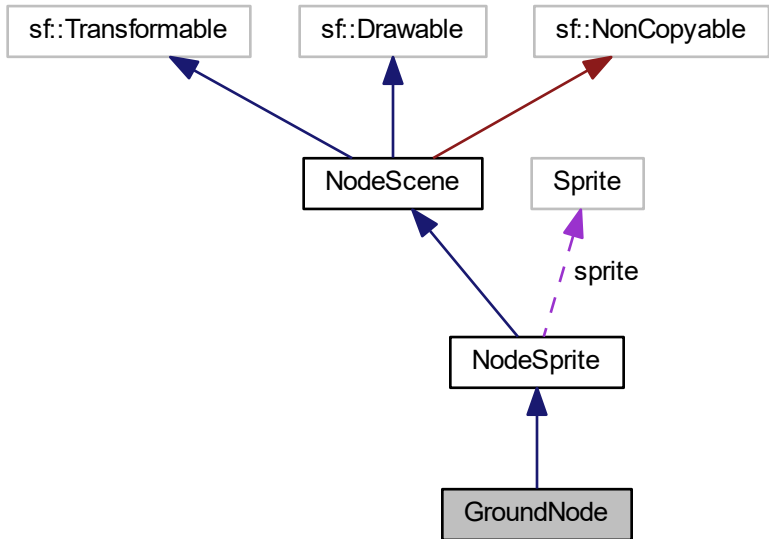 sf::Transformable
sf::Drawable
sf::NonCopyable
NodeScene
Sprite
sprite
NodeSprite
GroundNode